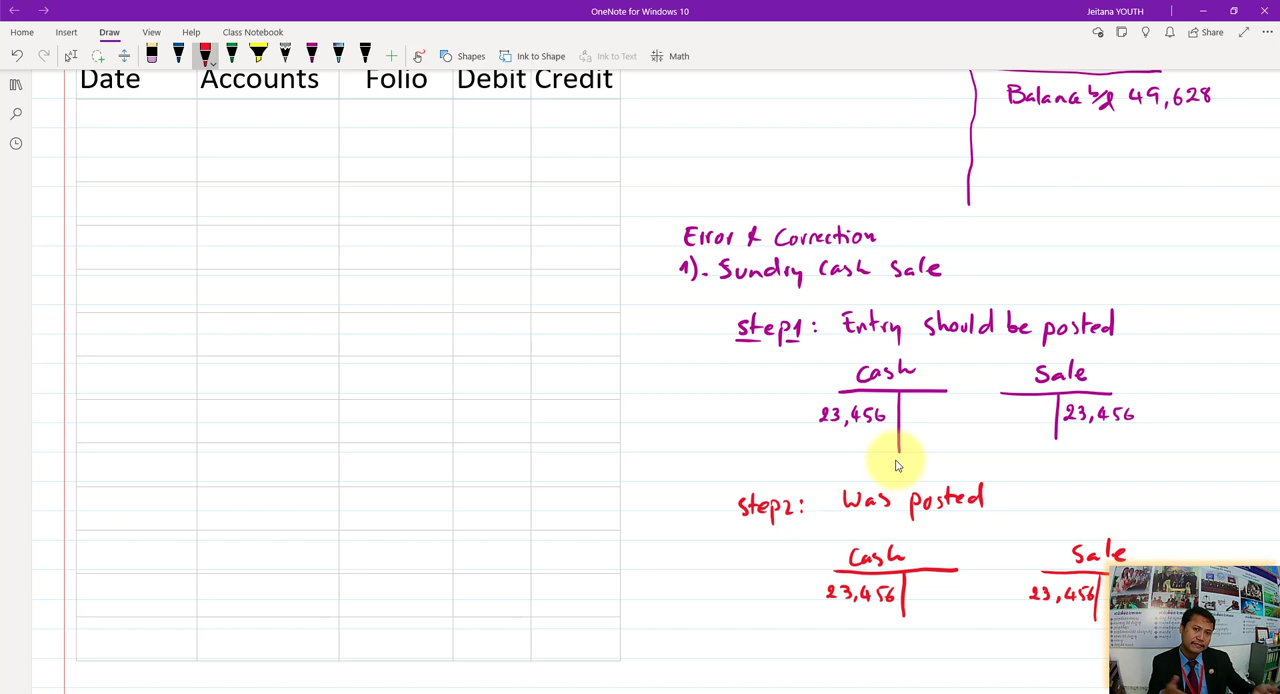 OneNote for Windows 10
Jeitana YOUTH
Home Insert Draw View Help Class Notebook
Share
Shapes Ink to Shape Ink to Text Math
Date Accounts Folio Debit Credit
Balance b/d 49,628
Error & Correction
1). Sundry Cash Sale
step1: Entry should be posted
Cash Sale
23,456 23,456
step2: Was posted
Cash Sale
23,456 23,456